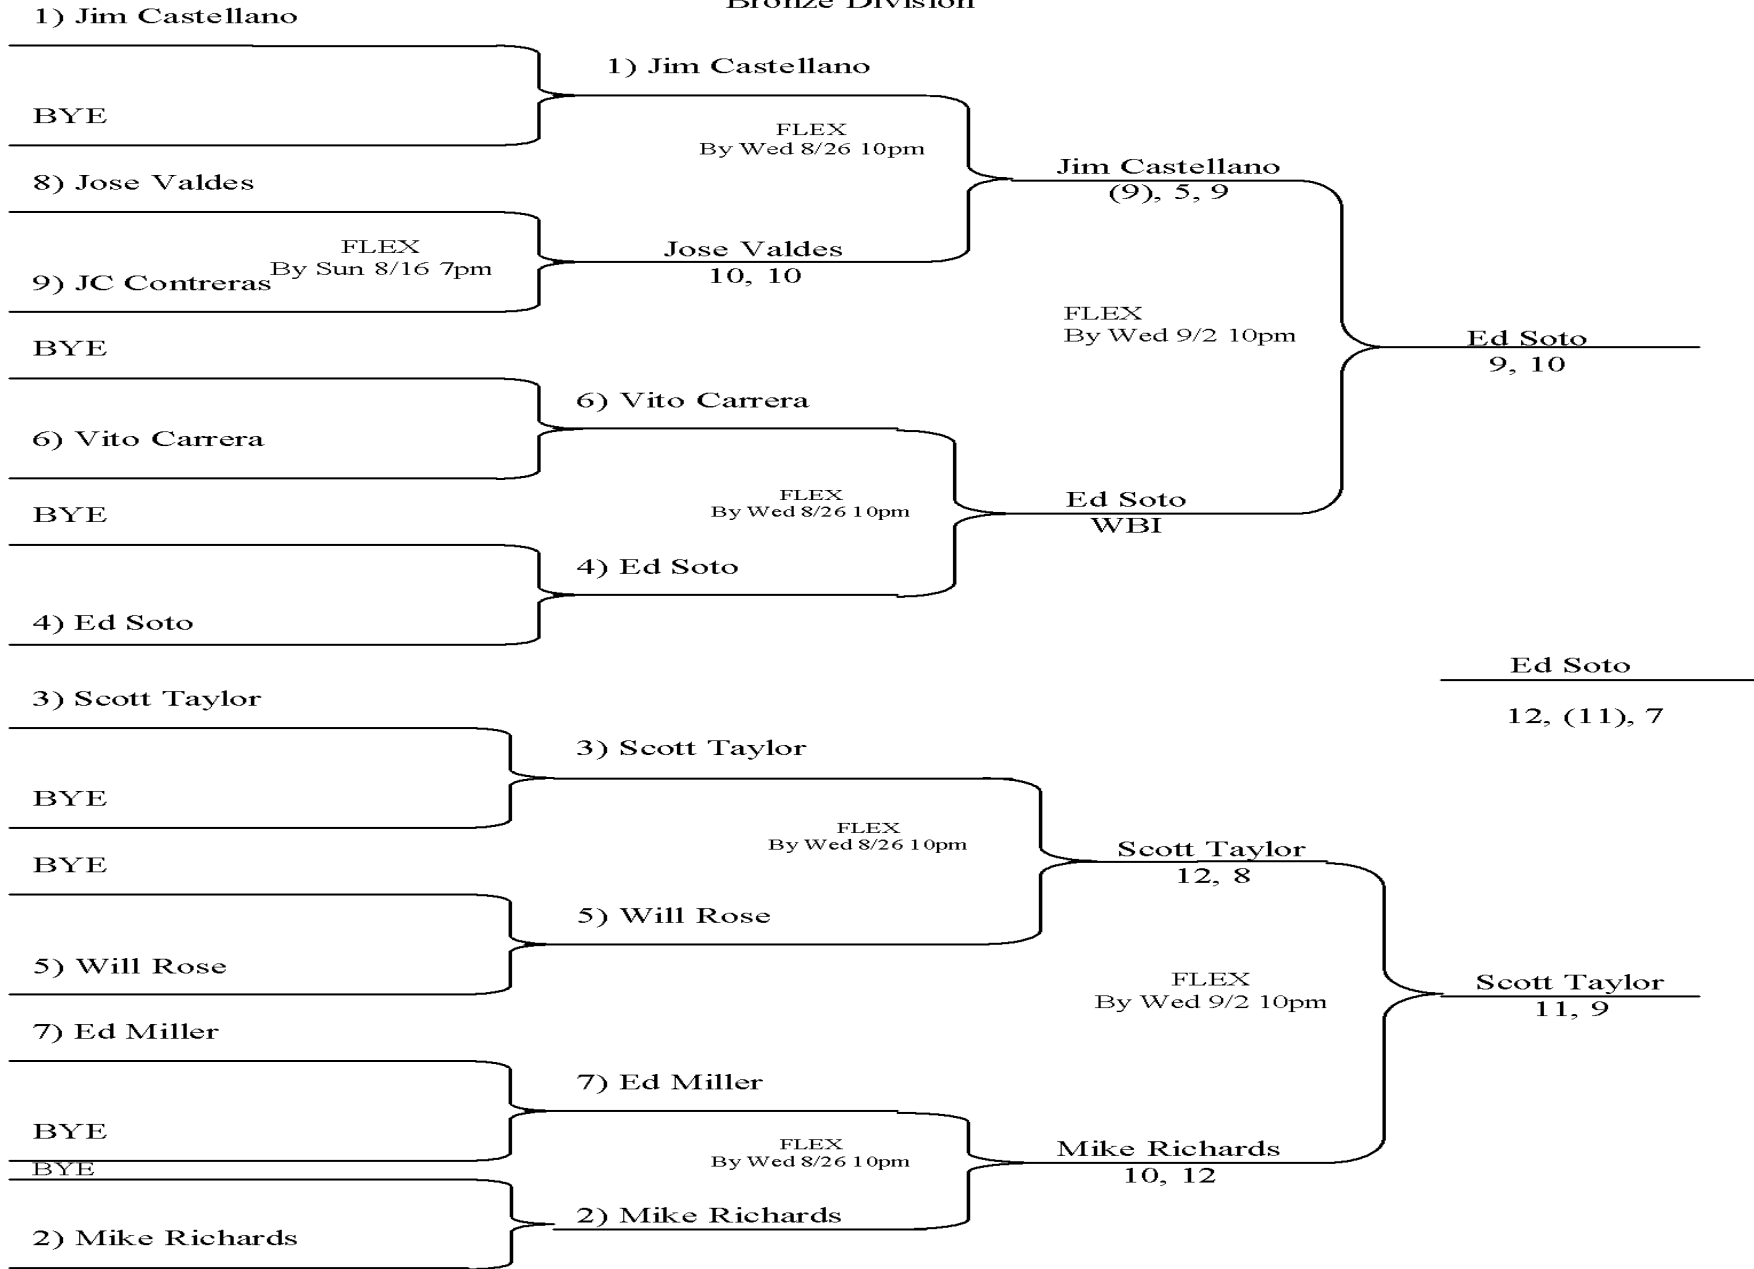 Bronze Division
1) Jim Castellano
1) Jim Castellano
BYE
FLEX
By Wed 8/26 10pm
Jim Castellano
(9), 5, 9
8) Jose Valdes
FLEX
By Sun 8/16 7pm
Jose Valdes
10, 10
9) JC Contreras
FLEX
By Wed 9/2 10pm
Ed Soto
9, 10
BYE
6) Vito Carrera
6) Vito Carrera
FLEX
By Wed 8/26 10pm
Ed Soto
WBI
BYE
4) Ed Soto
4) Ed Soto
Ed Soto
12, (11), 7
3) Scott Taylor
3) Scott Taylor
BYE
FLEX
By Wed 8/26 10pm
Scott Taylor
12, 8
BYE
5) Will Rose
5) Will Rose
FLEX
By Wed 9/2 10pm
Scott Taylor
11, 9
7) Ed Miller
7) Ed Miller
BYE
FLEX
By Wed 8/26 10pm
Mike Richards
10, 12
BYE
2) Mike Richards
2) Mike Richards